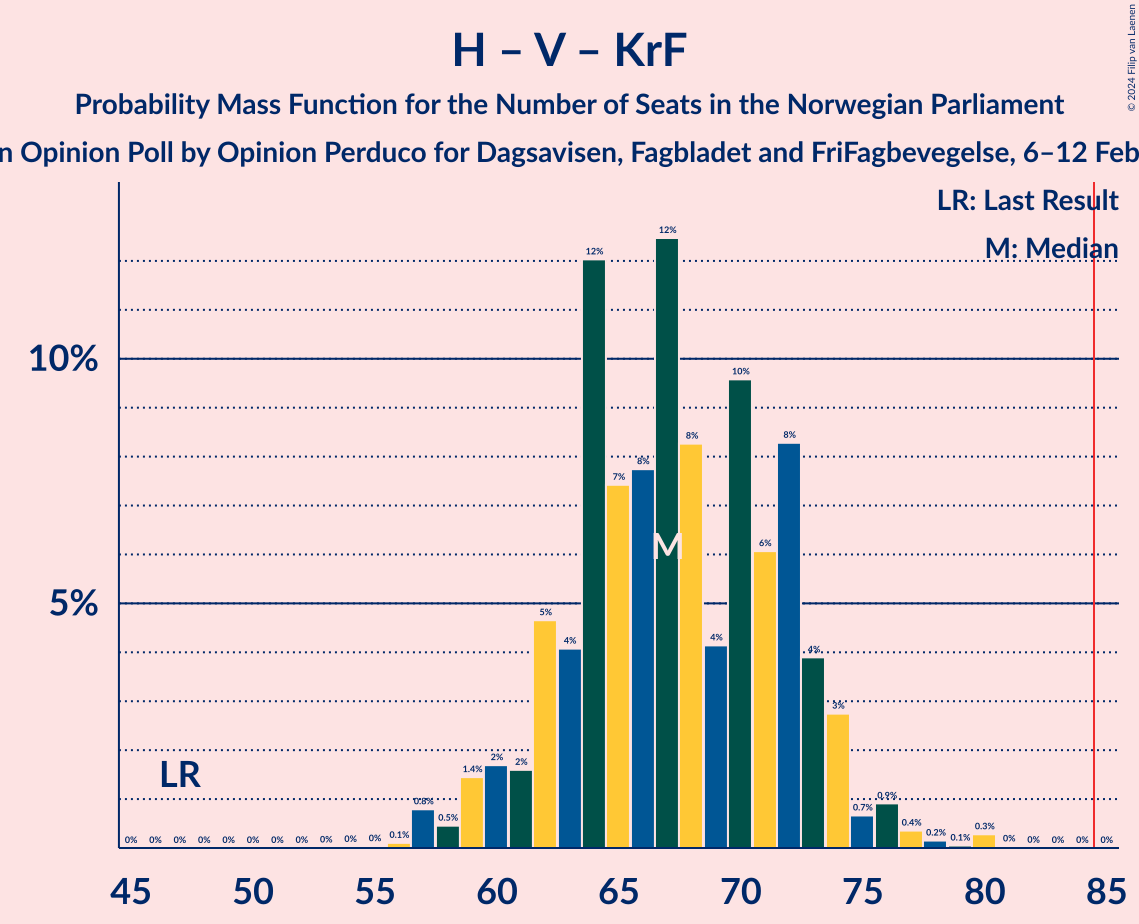 H – V – KrF
Probability Mass Function for the Number of Seats in the Norwegian Parliament
n Opinion Poll by Opinion Perduco for Dagsavisen, Fagbladet and FriFagbevegelse, 6–12 Feb
© 2024 Filip van Laenen
LR: Last Result
M: Median
10%
5%
LR
M
0% 0% 0% 0% 0% 0% 0% 0% 0% 0% 0% 0.1% 0.8% 0.5% 1.4% 2% 2% 5% 4% 12% 7% 8% 12% 8% 4% 10% 6% 8% 4% 3% 0.7% 0.9% 0.4% 0.2% 0.1% 0.3% 0% 0% 0% 0% 0%
45 50 55 60 65 70 75 80 85